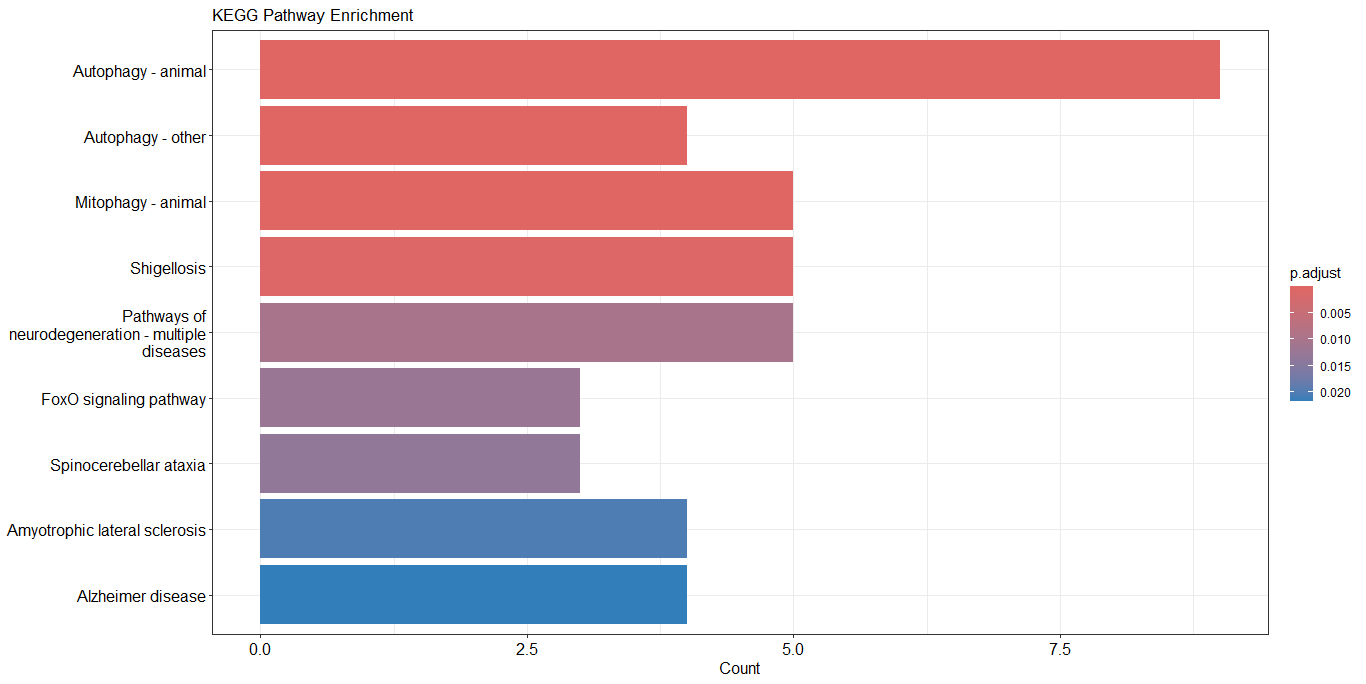 KEGG Pathway Enrichment
Autophagy - animal
Autophagy - other
Mitophagy - animal
Shigellosis
Pathways of
neurodegeneration - multiple
diseases
FoxO signaling pathway
Spinocerebellar ataxia
Amyotrophic lateral sclerosis
Alzheimer disease
0.0 2.5 5.0 7.5
Count
p.adjust
0.005
0.010
0.015
0.020